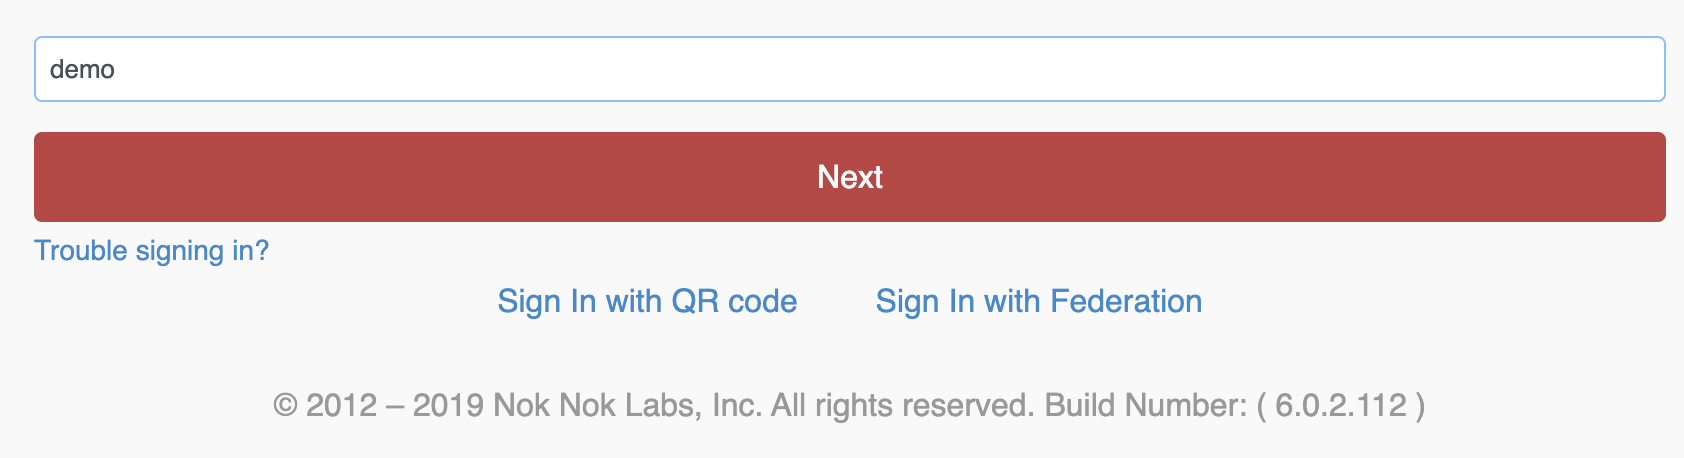 demo
Next
Trouble signing in?
Sign In with QR code Sign In with Federation
© 2012 – 2019 Nok Nok Labs, Inc. All rights reserved. Build Number: ( 6.0.2.112 )